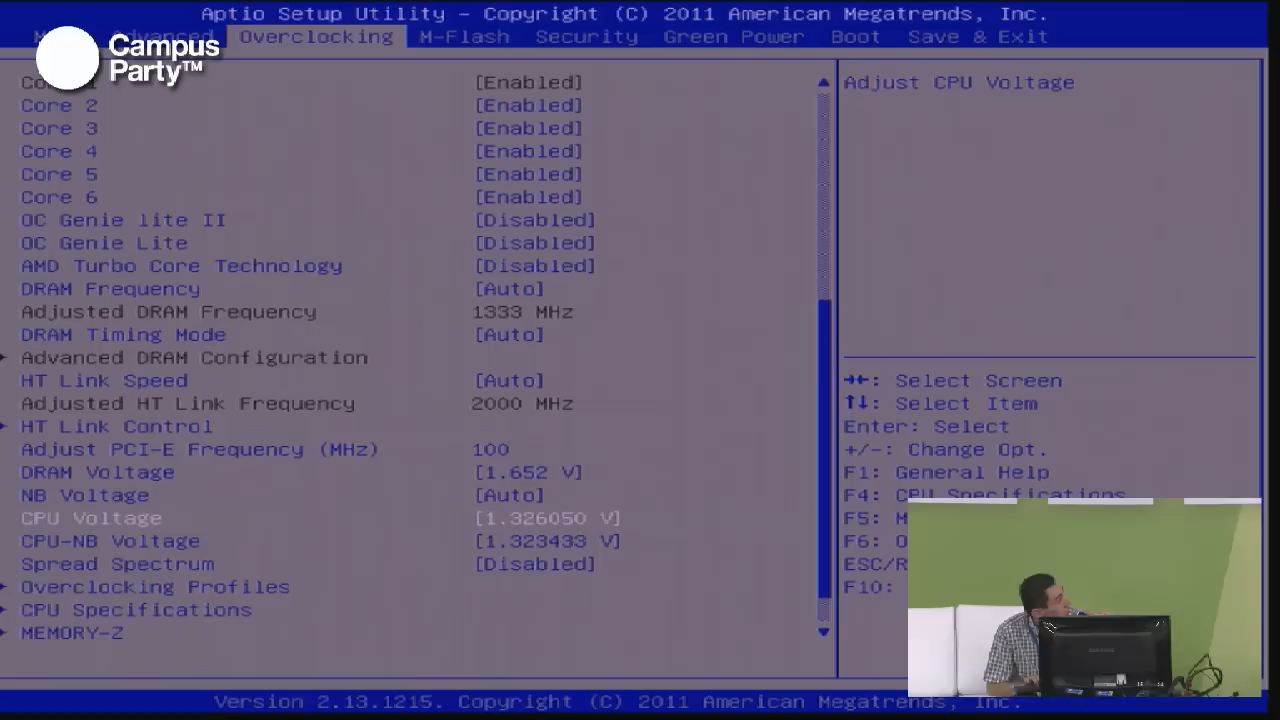 Aptio Setup Utility – Copyright (C) 2011 American Megatrends, Inc.
Overclocking M-Flash Security Green Power Boot Save & Exit
Campus
Party™
[Enabled]
Core 2 [Enabled]
Core 3 [Enabled]
Core 4 [Enabled]
Core 5 [Enabled]
Core 6 [Enabled]
OC Genie lite II [Disabled]
OC Genie Lite [Disabled]
AMD Turbo Core Technology [Disabled]
DRAM Frequency [Auto]
Adjusted DRAM Frequency 1333 MHz
DRAM Timing Mode [Auto]
Advanced DRAM Configuration
HT Link Speed [Auto]
Adjusted HT Link Frequency 2000 MHz
HT Link Control
Adjust PCI-E Frequency (MHz) 100
DRAM Voltage [1.652 V]
NB Voltage [Auto]
CPU Voltage [1.326050 V]
CPU-NB Voltage [1.323433 V]
Spread Spectrum [Disabled]
Overclocking Profiles
CPU Specifications
MEMORY-Z
Adjust CPU Voltage
→←: Select Screen
↑↓: Select Item
Enter: Select
+/-: Change Opt.
F1: General Help
F4: CPU Specifications
F5: M
F6: O
ESC/R
F10:
SAMSUNG
Version 2.13.1215. Copyright (C) 2011 American Megatrends, Inc.